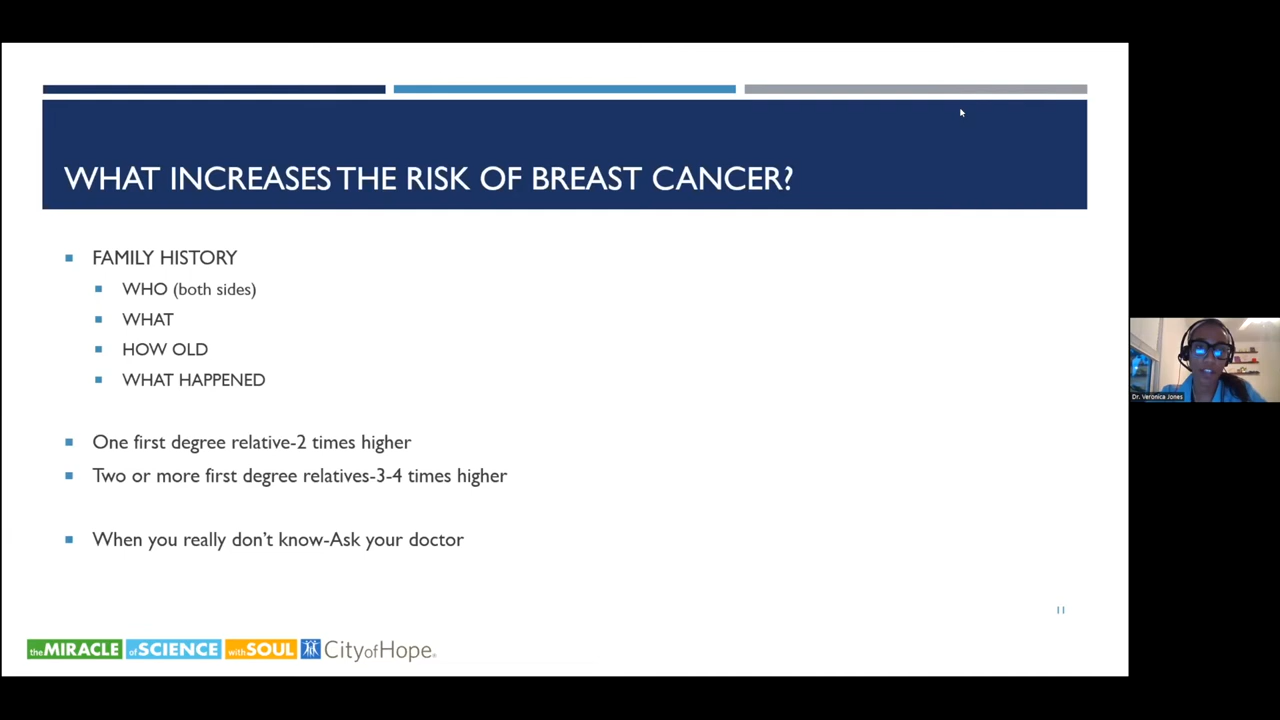 WHAT INCREASES THE RISK OF BREAST CANCER?
FAMILY HISTORY
WHO (both sides)
WHAT
HOW OLD
WHAT HAPPENED
One first degree relative-2 times higher
Two or more first degree relatives-3-4 times higher
When you really don't know-Ask your doctor
11
the MIRACLE of SCIENCE with SOUL City of Hope®
Dr. Veronica Jones